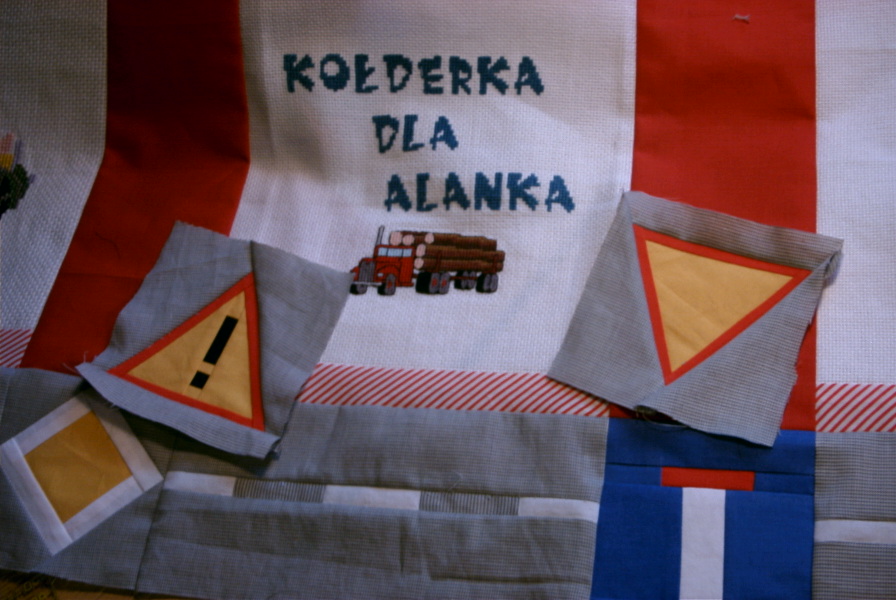 KOŁDERKA
DLA
ALANKA
!